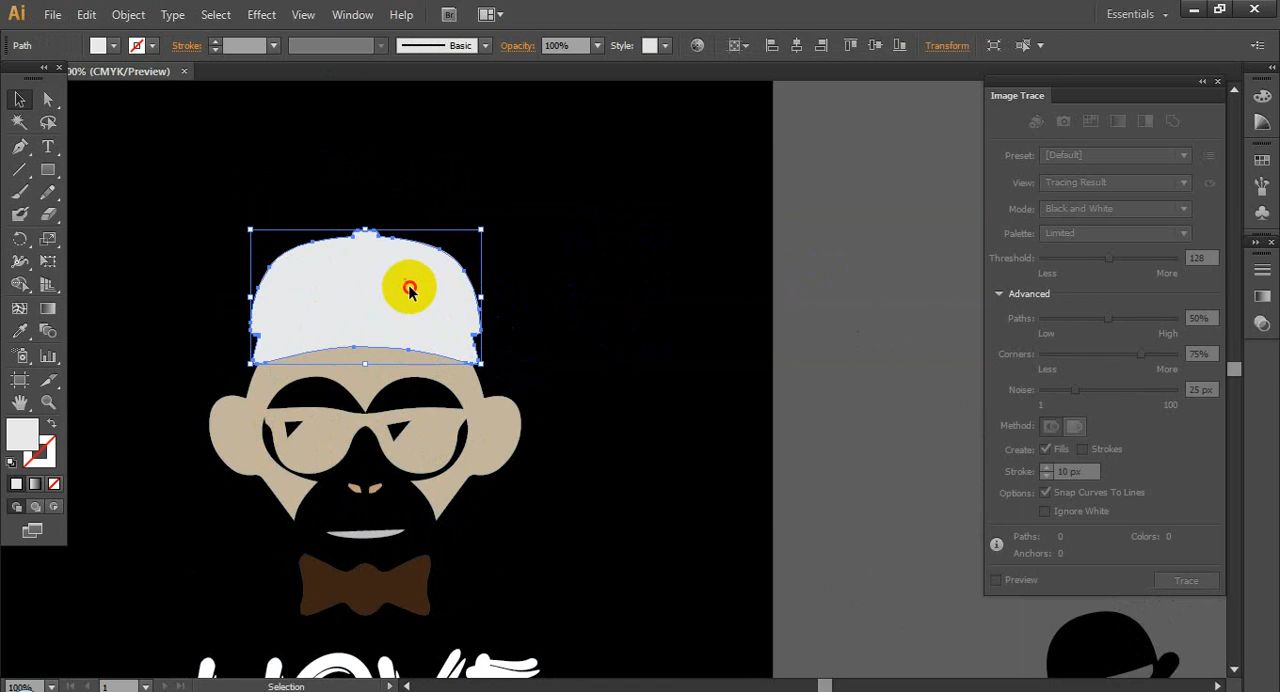 Ai File Edit Object Type Select Effect View Window Help Br Essentials
Path Stroke: Basic Opacity: 100% Style: Transform
00% (CMYK/Preview)
Image Trace
Preset: [Default]
View: Tracing Result
Mode: Black and White
Palette: Limited
Threshold: 128
Less More
Advanced
Paths: 50%
Low High
Corners: 75%
Less More
Noise: 25 px
1 100
Method:
Create: Fills Strokes
Stroke: 10 px
Options: Snap Curves To Lines
Ignore White
Paths: 0 Colors: 0
Anchors: 0
Preview Trace
100% 1 Selection